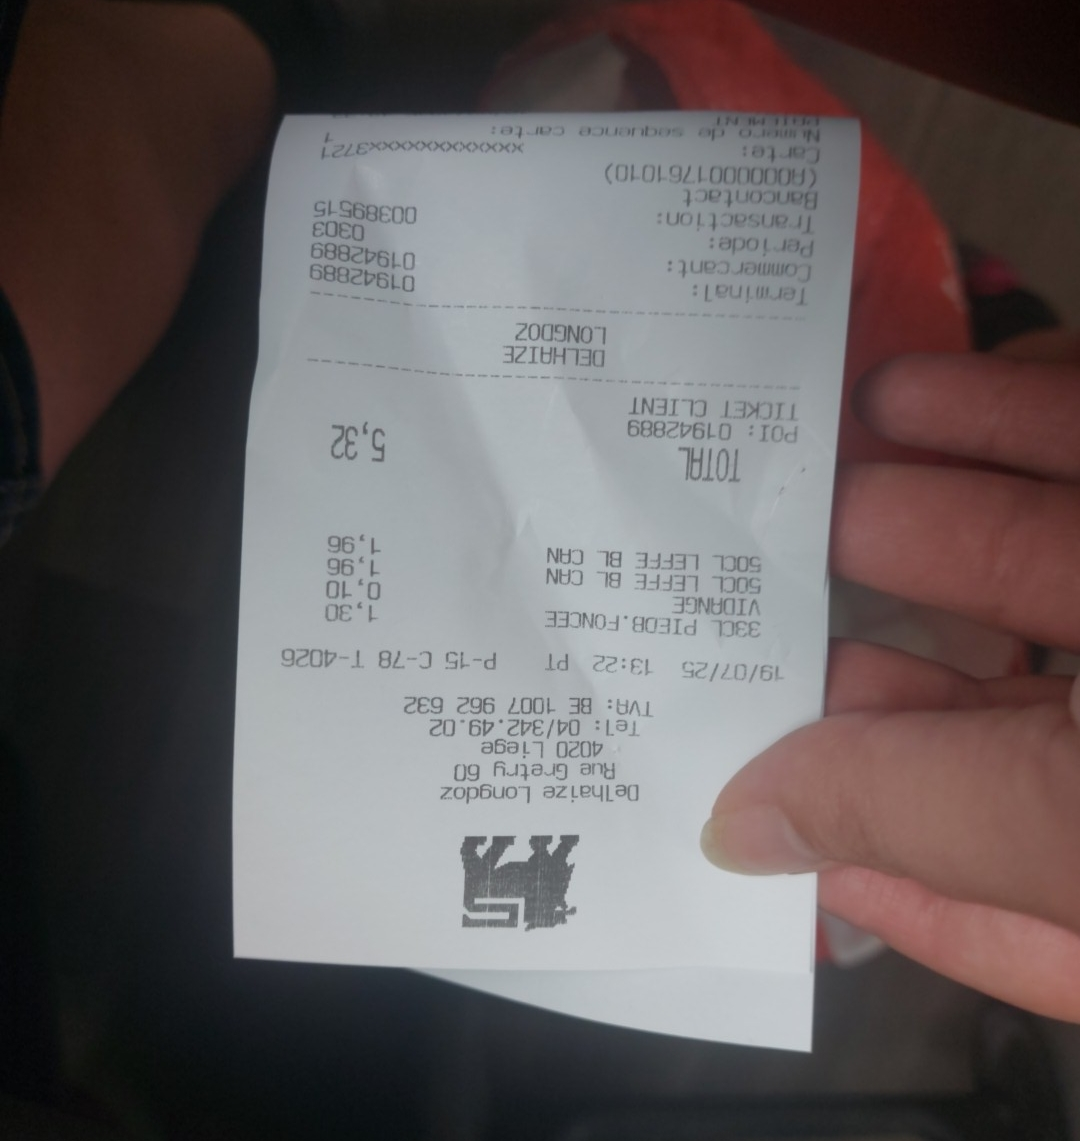 Delhaize Longdoz
Rue Gretry 60
4020 Liege
Tel: 04/342.49.02
TVA: BE 1007 962 632
19/07/25 13:22 PT P-15 C-78 T-4026
33CL PIEDB.FONCEE 1,30
VIDANGE 0,10
50CL LEFFE BL CAN 1,96
50CL LEFFE BL CAN 1,96
TOTAL 5,32
POI: 01942889
TICKET CLIENT
DELHAIZE
LONGDOZ
Terminal: 01942889
Commercant: 01942889
Periode: 0303
Transaction: 00389515
Bancontact
(A0000001761010)
Carte: xxxxxxxxxxxxx3721
Numero de sequence carte: 1
PAIEMENT